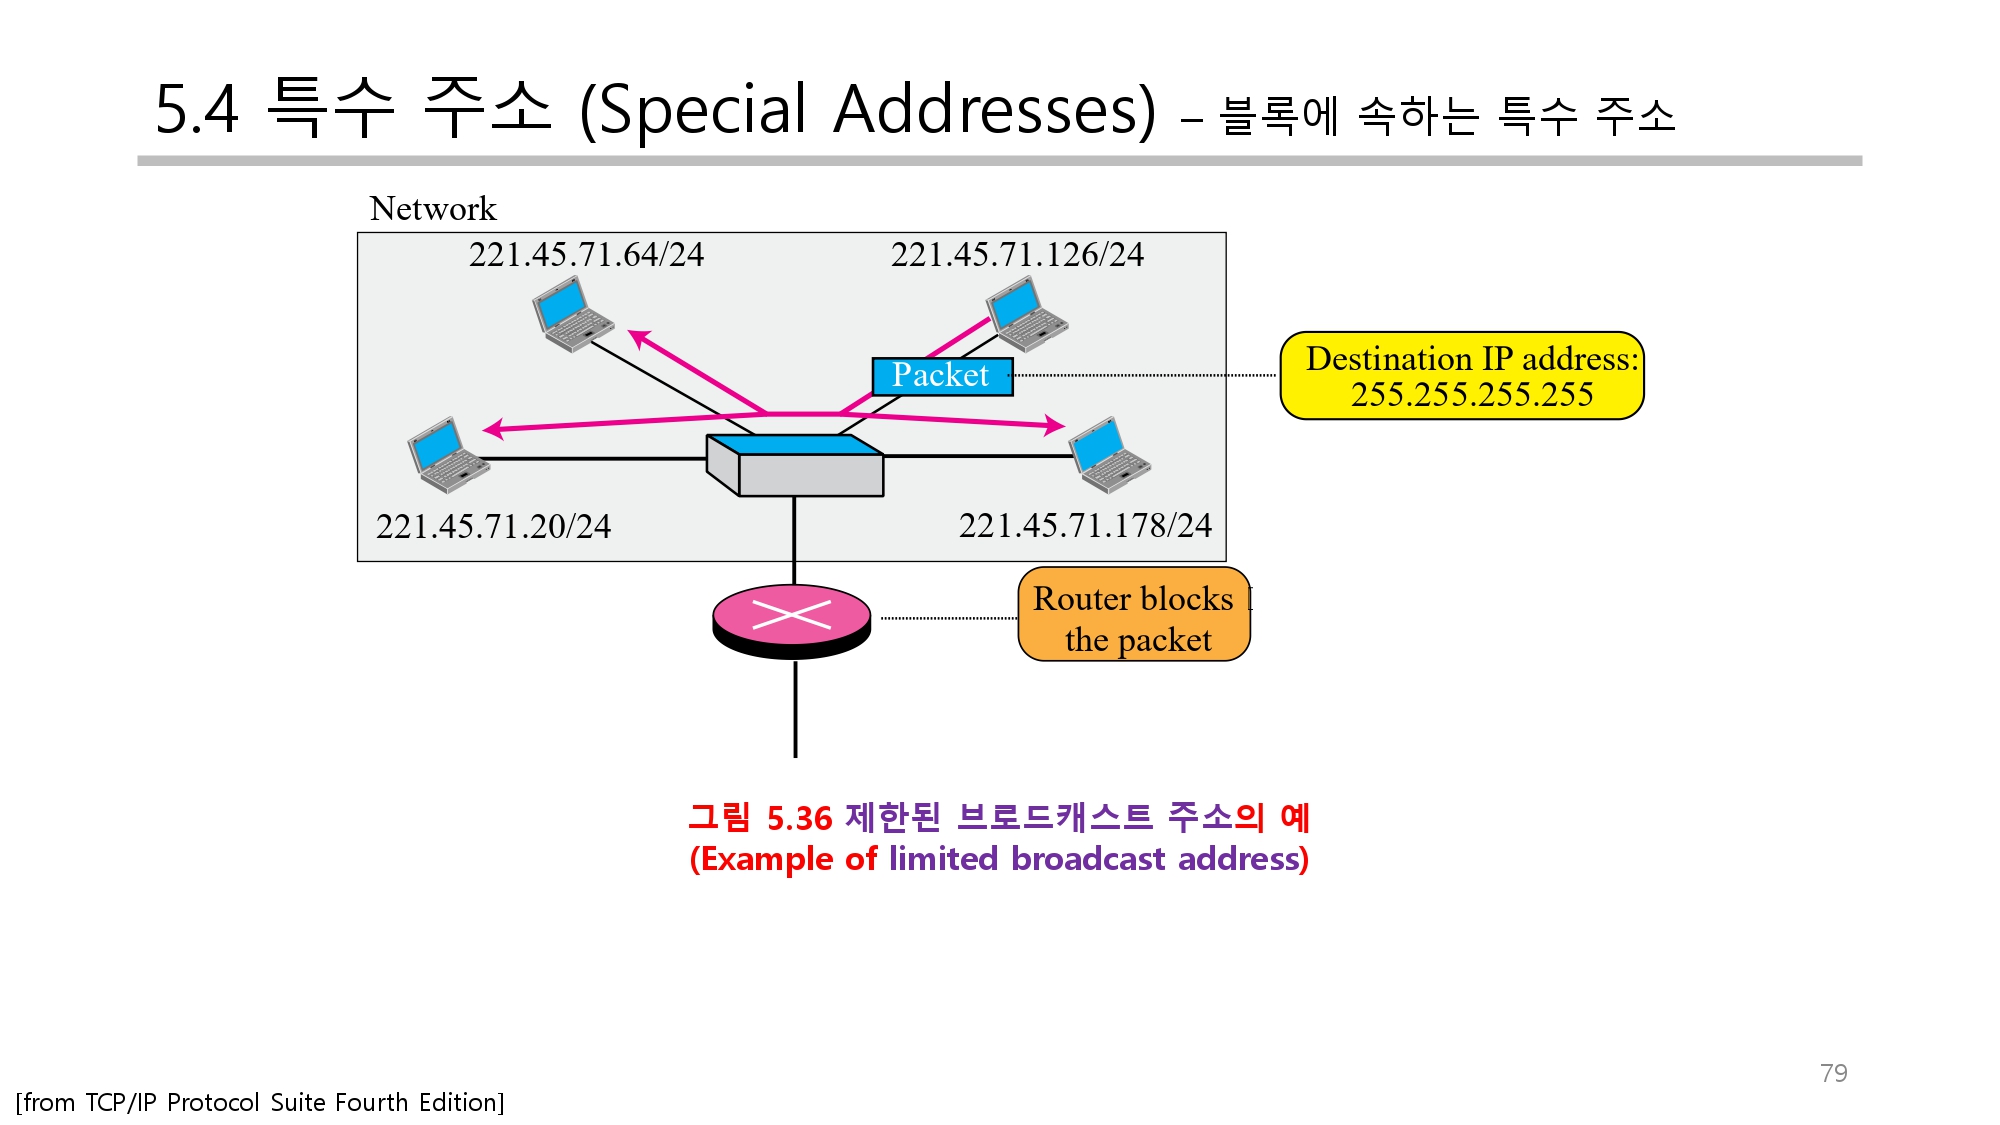 5.4 특수 주소 (Special Addresses) – 블록에 속하는 특수 주소
Network
221.45.71.64/24
221.45.71.126/24
Packet
Destination IP address:
255.255.255.255
221.45.71.20/24
221.45.71.178/24
Router blocks
the packet
그림 5.36 제한된 브로드캐스트 주소의 예
(Example of limited broadcast address)
79
[from TCP/IP Protocol Suite Fourth Edition]